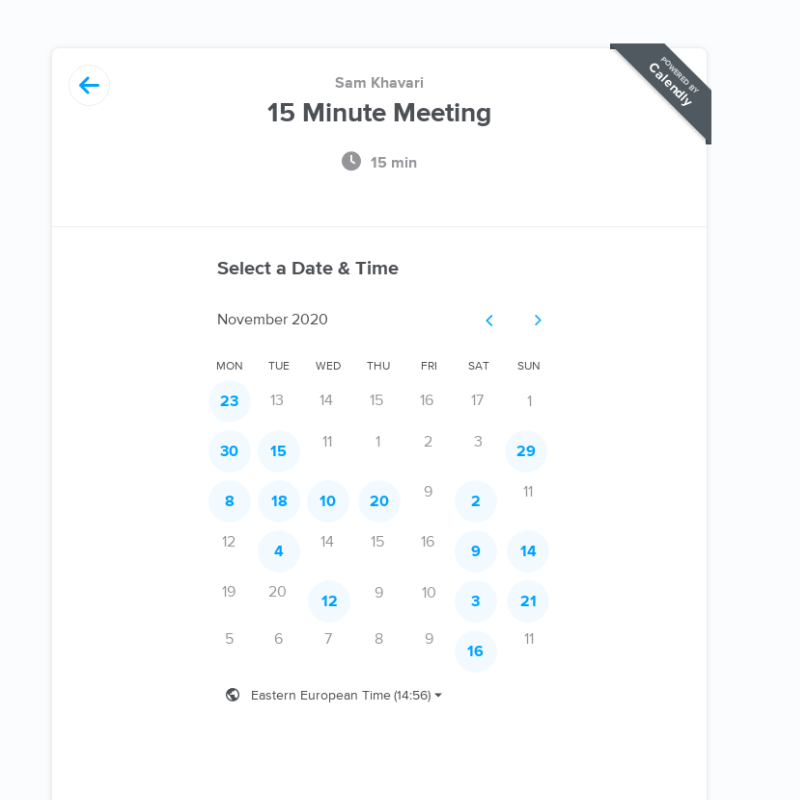 Sam Khavari
15 Minute Meeting
15 min
POWERED BY
Calendly
Select a Date & Time
November 2020
MON TUE WED THU FRI SAT SUN
23 13 14 15 16 17 1
30 15 11 1 2 3 29
8 18 10 20 9 2 11
12 4 14 15 16 9 14
19 20 12 9 10 3 21
5 6 7 8 9 16 11
Eastern European Time (14:56)